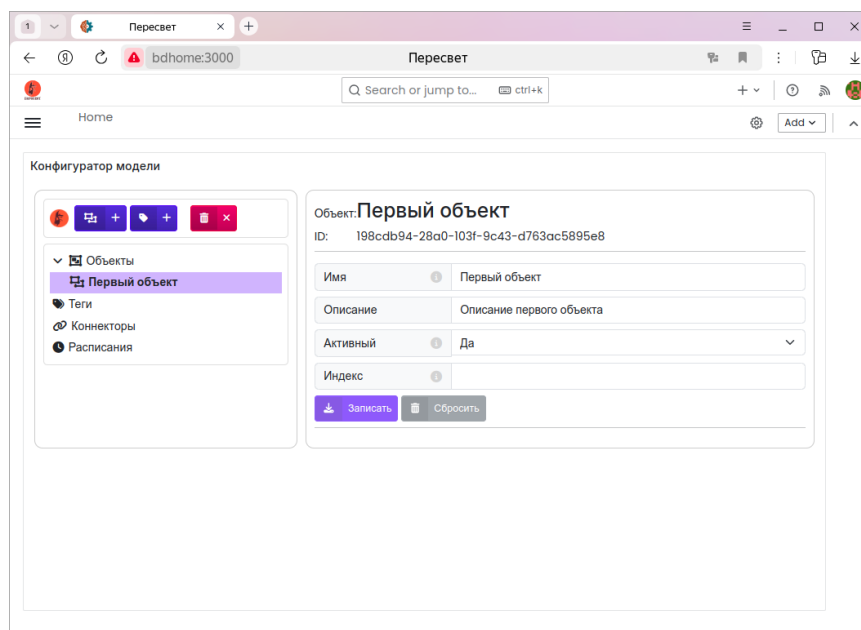 1 Пересвет
bdhome:3000 Пересвет
Search or jump to... ctrl+k
Home Add
Конфигуратор модели
Объекты
Первый объект
Теги
Коннекторы
Расписания
Объект:Первый объект
ID: 198cdb94-28a0-103f-9c43-d763ac5895e8
Имя Первый объект
Описание Описание первого объекта
Активный Да
Индекс
Записать Сбросить